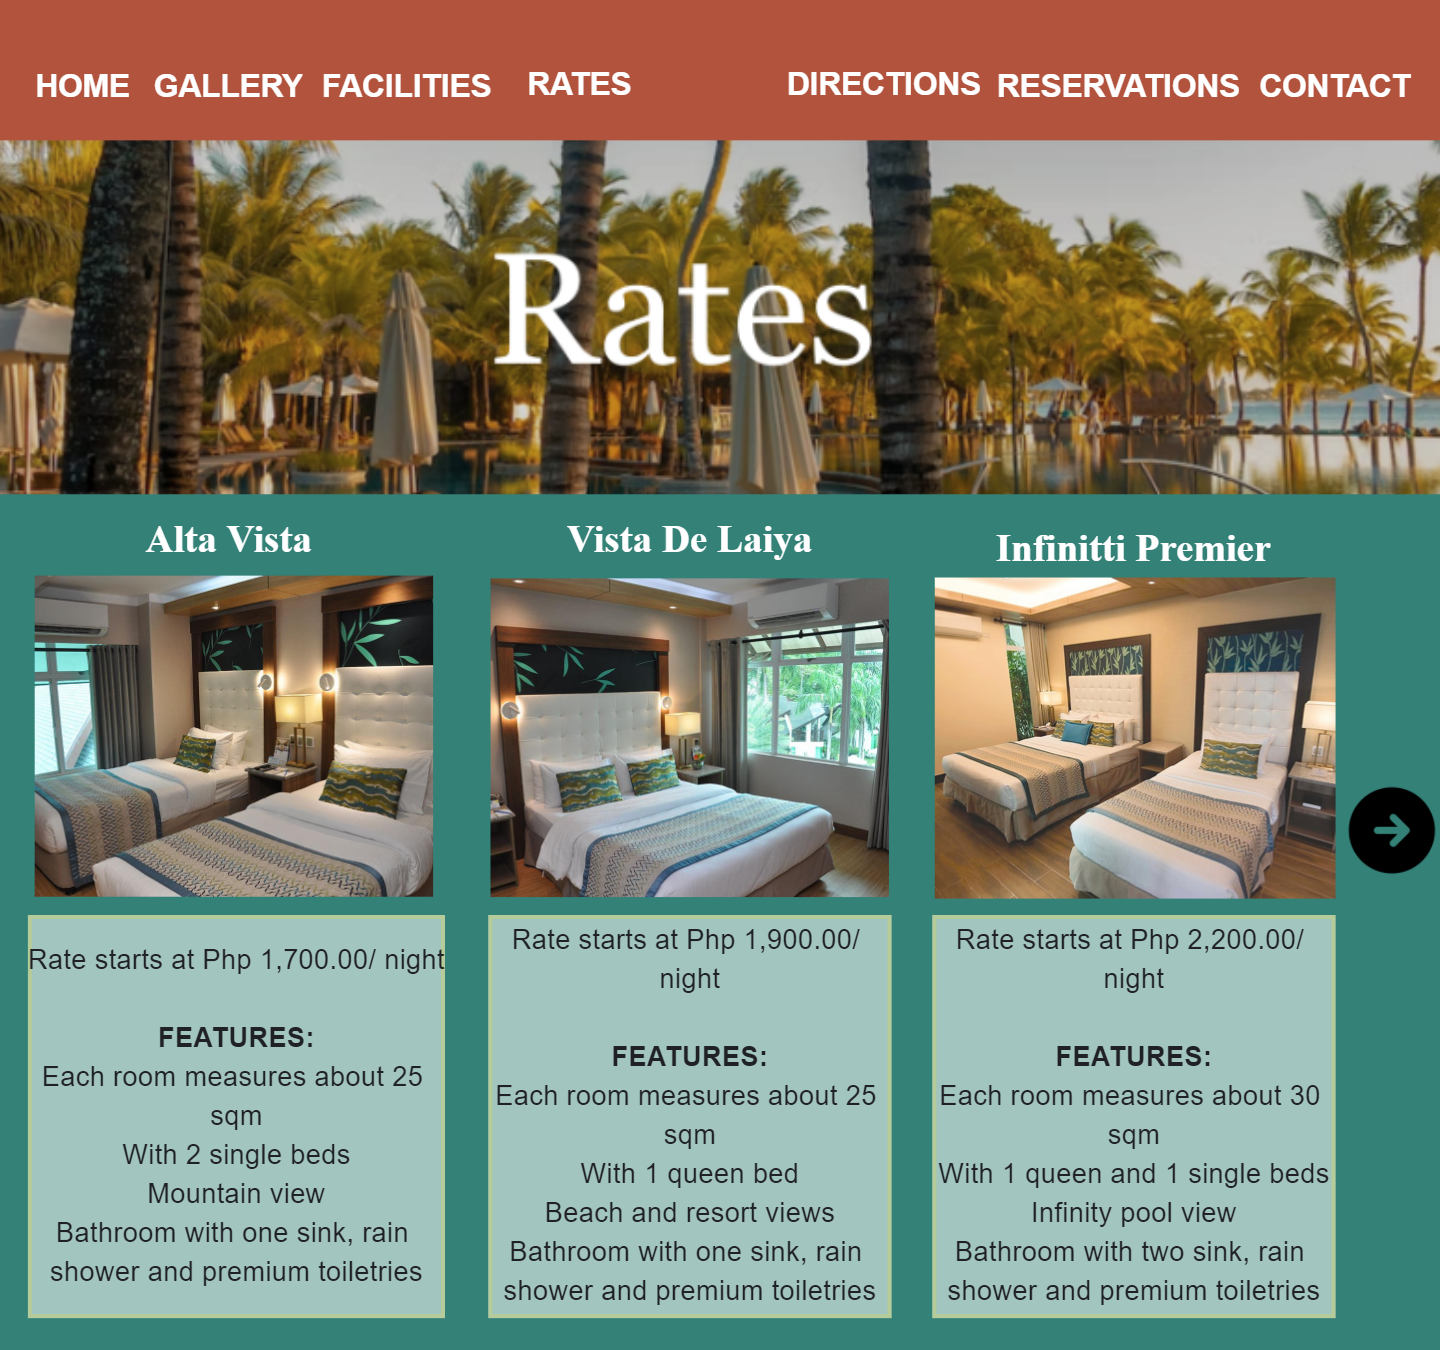 HOME GALLERY FACILITIES RATES DIRECTIONS RESERVATIONS CONTACT
Rates
Alta Vista
Rate starts at Php 1,700.00/ night
FEATURES:
Each room measures about 25
sqm
With 2 single beds
Mountain view
Bathroom with one sink, rain
shower and premium toiletries
Vista De Laiya
Rate starts at Php 1,900.00/
night
FEATURES:
Each room measures about 25
sqm
With 1 queen bed
Beach and resort views
Bathroom with one sink, rain
shower and premium toiletries
Infinitti Premier
Rate starts at Php 2,200.00/
night
FEATURES:
Each room measures about 30
sqm
With 1 queen and 1 single beds
Infinity pool view
Bathroom with two sink, rain
shower and premium toiletries